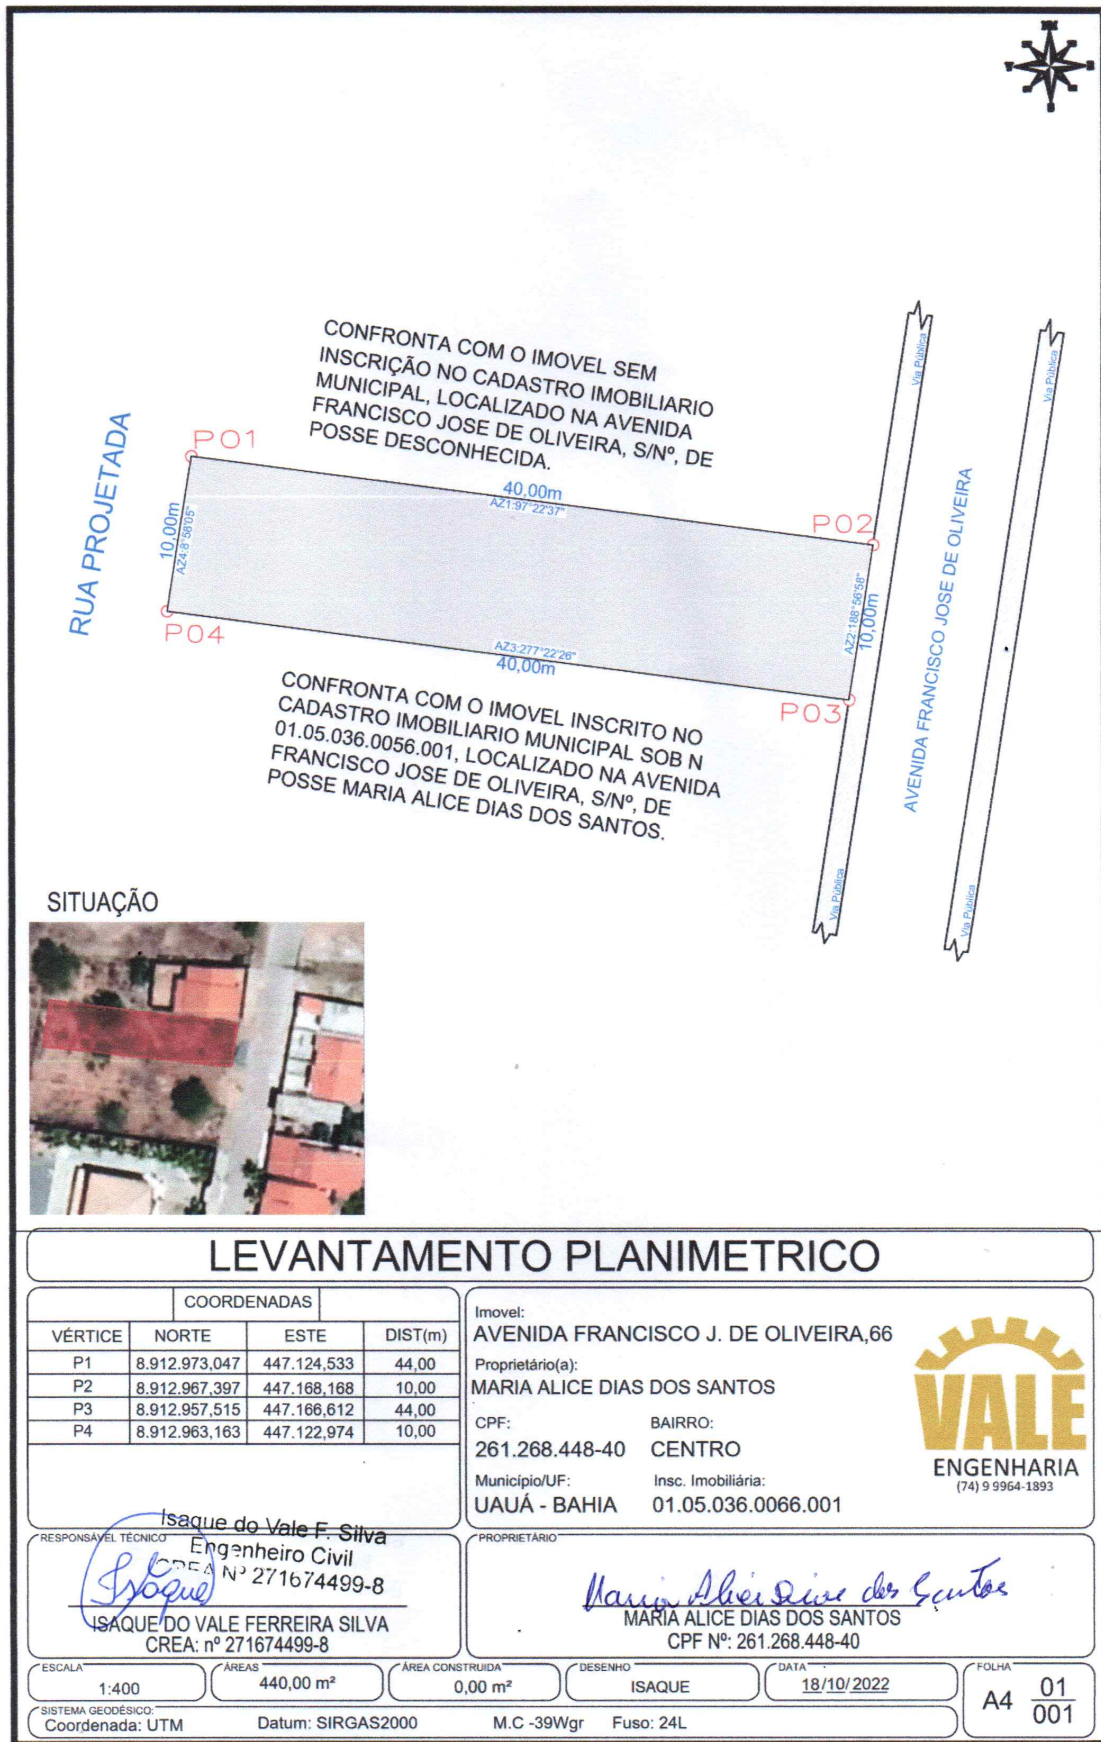 CONFRONTA COM O IMOVEL SEM
INSCRIÇÃO NO CADASTRO IMOBILIARIO
MUNICIPAL, LOCALIZADO NA AVENIDA
FRANCISCO JOSE DE OLIVEIRA, S/Nº, DE
POSSE DESCONHECIDA.
RUA PROJETADA
P01
40,00m
AZ1:97°22'37"
P02
10,00m
AZ4:8°58'05"
AZ2:188°56'58"
10,00m
P04
AZ3:277°22'26"
40,00m
P03
Via Pública
Via Pública
AVENIDA FRANCISCO JOSE DE OLIVEIRA
Via Pública
Via Pública
CONFRONTA COM O IMOVEL INSCRITO NO
CADASTRO IMOBILIARIO MUNICIPAL SOB N
01.05.036.0056.001, LOCALIZADO NA AVENIDA
FRANCISCO JOSE DE OLIVEIRA, S/Nº, DE
POSSE MARIA ALICE DIAS DOS SANTOS.
SITUAÇÃO
LEVANTAMENTO PLANIMETRICO
COORDENADAS
VÉRTICE NORTE ESTE DIST(m)
P1 8.912.973,047 447.124,533 44,00
P2 8.912.967,397 447.168,168 10,00
P3 8.912.957,515 447.166,612 44,00
P4 8.912.963,163 447.122,974 10,00
Imovel:
AVENIDA FRANCISCO J. DE OLIVEIRA,66
Proprietário(a):
MARIA ALICE DIAS DOS SANTOS
CPF: BAIRRO:
261.268.448-40 CENTRO
Município/UF: Insc. Imobiliária:
UAUÁ - BAHIA 01.05.036.0066.001
VALE
ENGENHARIA
(74) 9 9964-1893
RESPONSÁVEL TÉCNICO
Isaque do Vale F. Silva
Engenheiro Civil
CREA Nº 271674499-8
Isaque
ISAQUE DO VALE FERREIRA SILVA
CREA: nº 271674499-8
PROPRIETÁRIO
Maria Alice Dias dos Santos
MARIA ALICE DIAS DOS SANTOS
CPF Nº: 261.268.448-40
ESCALA
1:400
ÁREAS
440,00 m²
ÁREA CONSTRUIDA
0,00 m²
DESENHO
ISAQUE
DATA
18/10/2022
FOLHA
A4 01
001
SISTEMA GEODÉSICO:
Coordenada: UTM Datum: SIRGAS2000 M.C -39Wgr Fuso: 24L